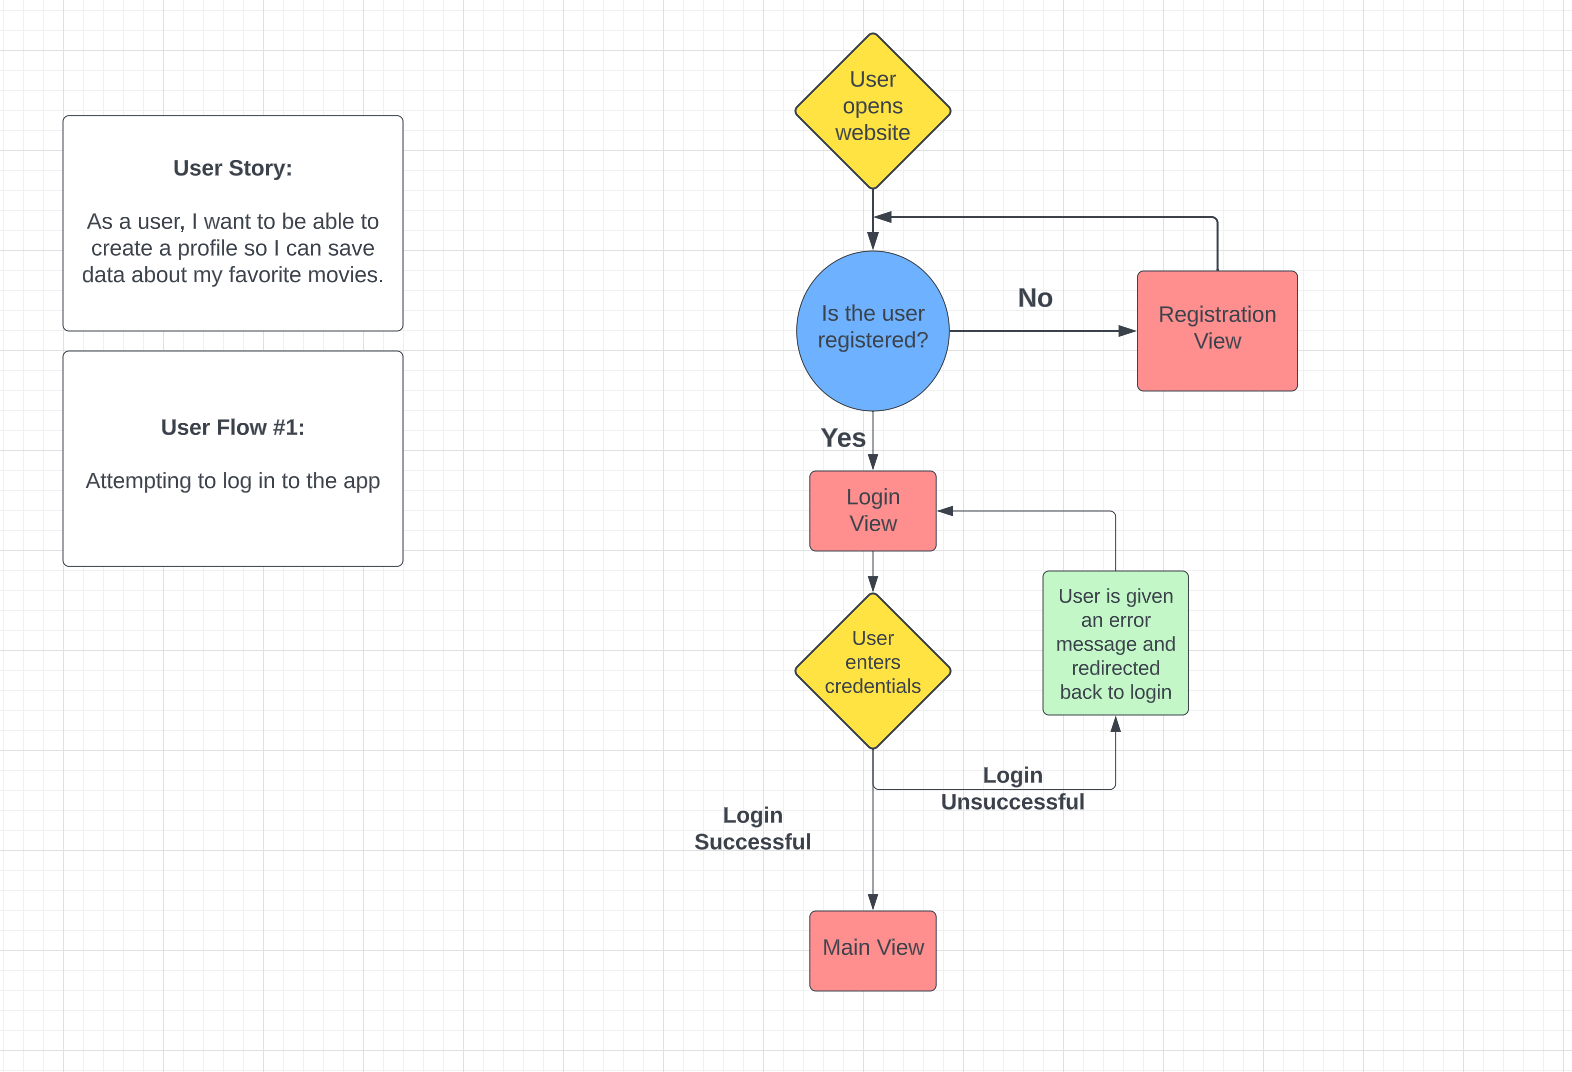 User Story:
As a user, I want to be able to
create a profile so I can save
data about my favorite movies.
User Flow #1:
Attempting to log in to the app
User
opens
website
Is the user
registered?
No
Registration
View
Yes
Login
View
User
enters
credentials
User is given
an error
message and
redirected
back to login
Login
Unsuccessful
Login
Successful
Main View